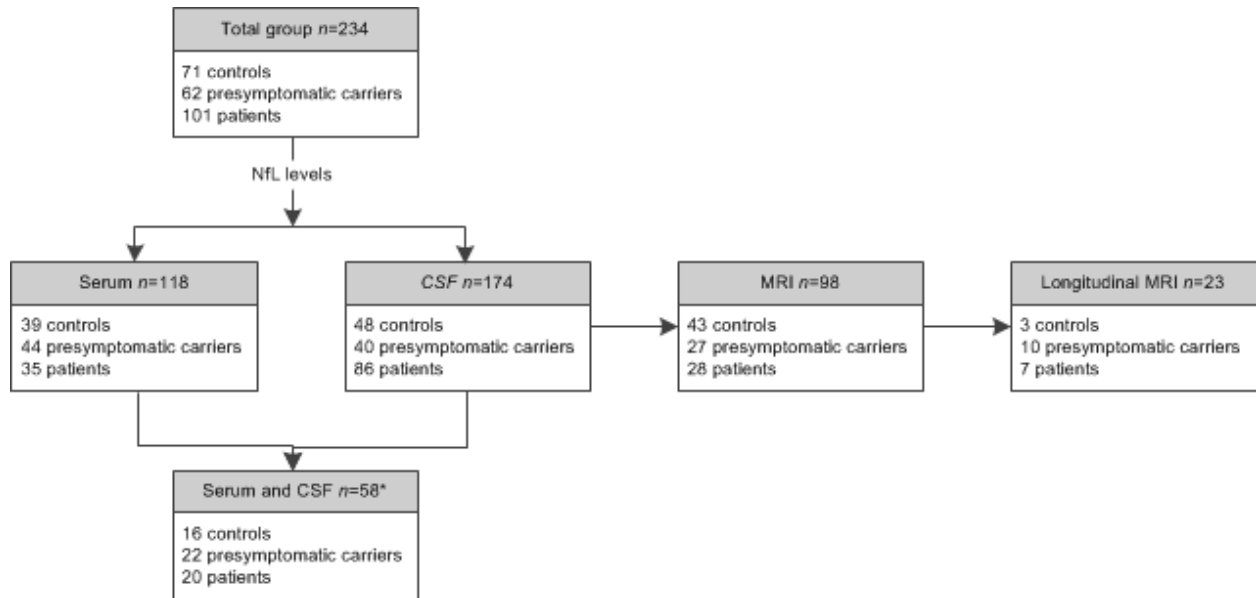 Total group n=234
71 controls
62 presymptomatic carriers
101 patients
NfL levels
Serum n=118
39 controls
44 presymptomatic carriers
35 patients
CSF n=174
48 controls
40 presymptomatic carriers
86 patients
MRI n=98
43 controls
27 presymptomatic carriers
28 patients
Longitudinal MRI n=23
3 controls
10 presymptomatic carriers
7 patients
Serum and CSF n=58*
16 controls
22 presymptomatic carriers
20 patients